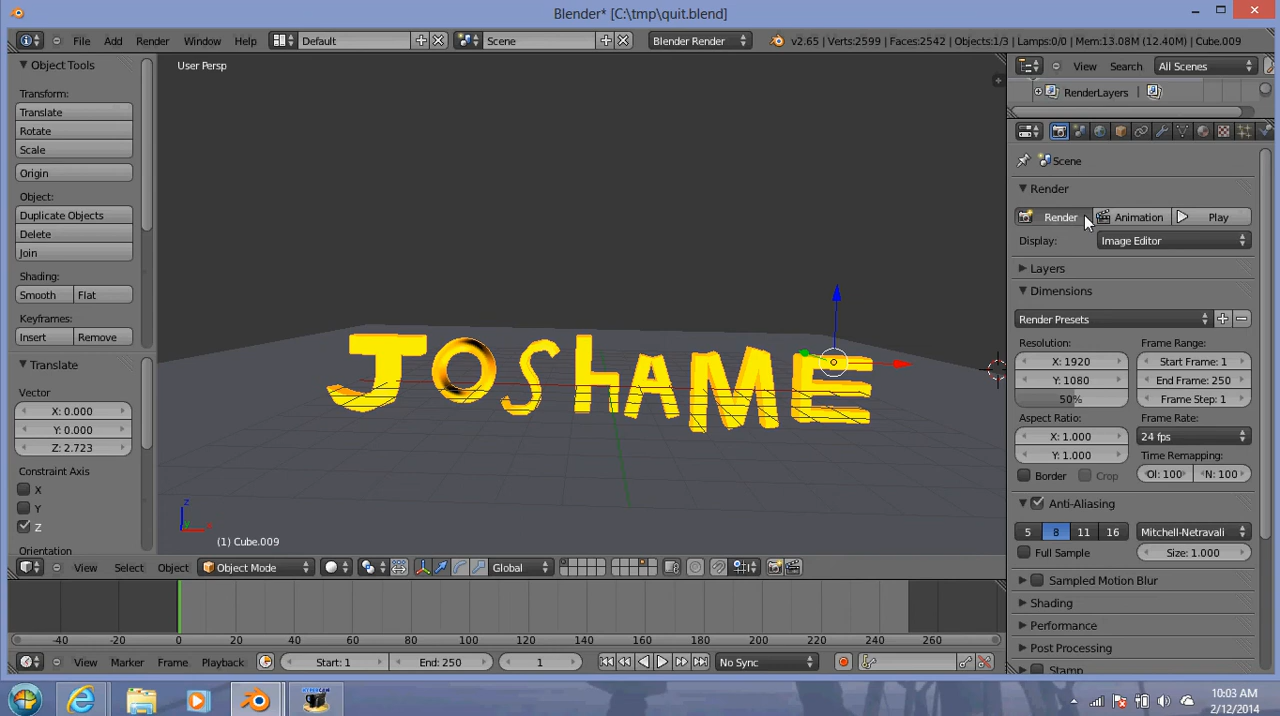 Blender* [C:\tmp\quit.blend]
File Add Render Window Help Default Scene Blender Render v2.65 | Verts:2599 | Faces:2542 | Objects:1/3 | Lamps:0/0 | Mem:13.08M (12.40M) | Cube.009
Object Tools
Transform:
Translate
Rotate
Scale
Origin
Object:
Duplicate Objects
Delete
Join
Shading:
Smooth Flat
Keyframes:
Insert Remove
Translate
Vector
X: 0.000
Y: 0.000
Z: 2.723
Constraint Axis
X
Y
Z
Orientation
User Persp
JOShAME
z
x
(1) Cube.009
View Select Object Object Mode Global
-40 -20 0 20 40 60 80 100 120 140 160 180 200 220 240 260
View Marker Frame Playback Start: 1 End: 250 1 No Sync
View Search All Scenes
RenderLayers
Scene
Render
Render Animation Play
Display: Image Editor
Layers
Dimensions
Render Presets
Resolution: Frame Range:
X: 1920 Start Frame: 1
Y: 1080 End Frame: 250
50% Frame Step: 1
Aspect Ratio: Frame Rate:
X: 1.000 24 fps
Y: 1.000 Time Remapping:
Border Crop Ol: 100 N: 100
Anti-Aliasing
5 8 11 16 Mitchell-Netravali
Full Sample Size: 1.000
Sampled Motion Blur
Shading
Performance
Post Processing
Stamp
HYPERCAM
10:03 AM
2/12/2014